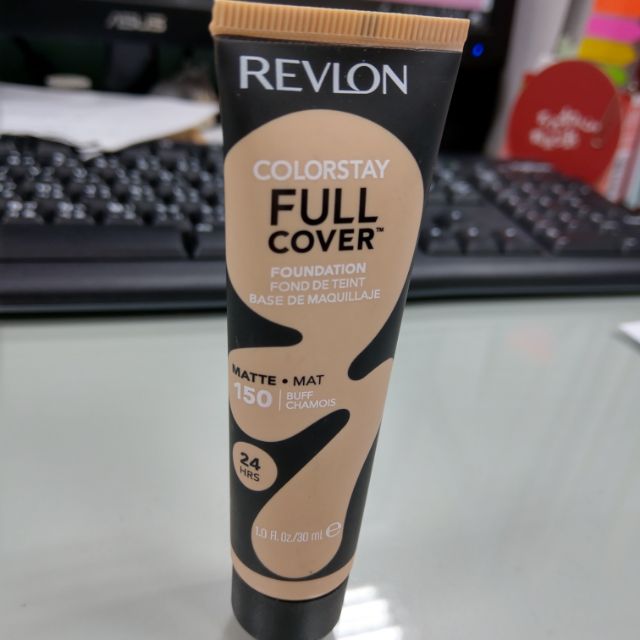 ASUS
REVLON
COLORSTAY
FULL
COVER™
FOUNDATION
FOND DE TEINT
BASE DE MAQUILLAJE
MATTE • MAT
150 | BUFF
CHAMOIS
24
HRS
1.0 fl. oz./30 mL ℮